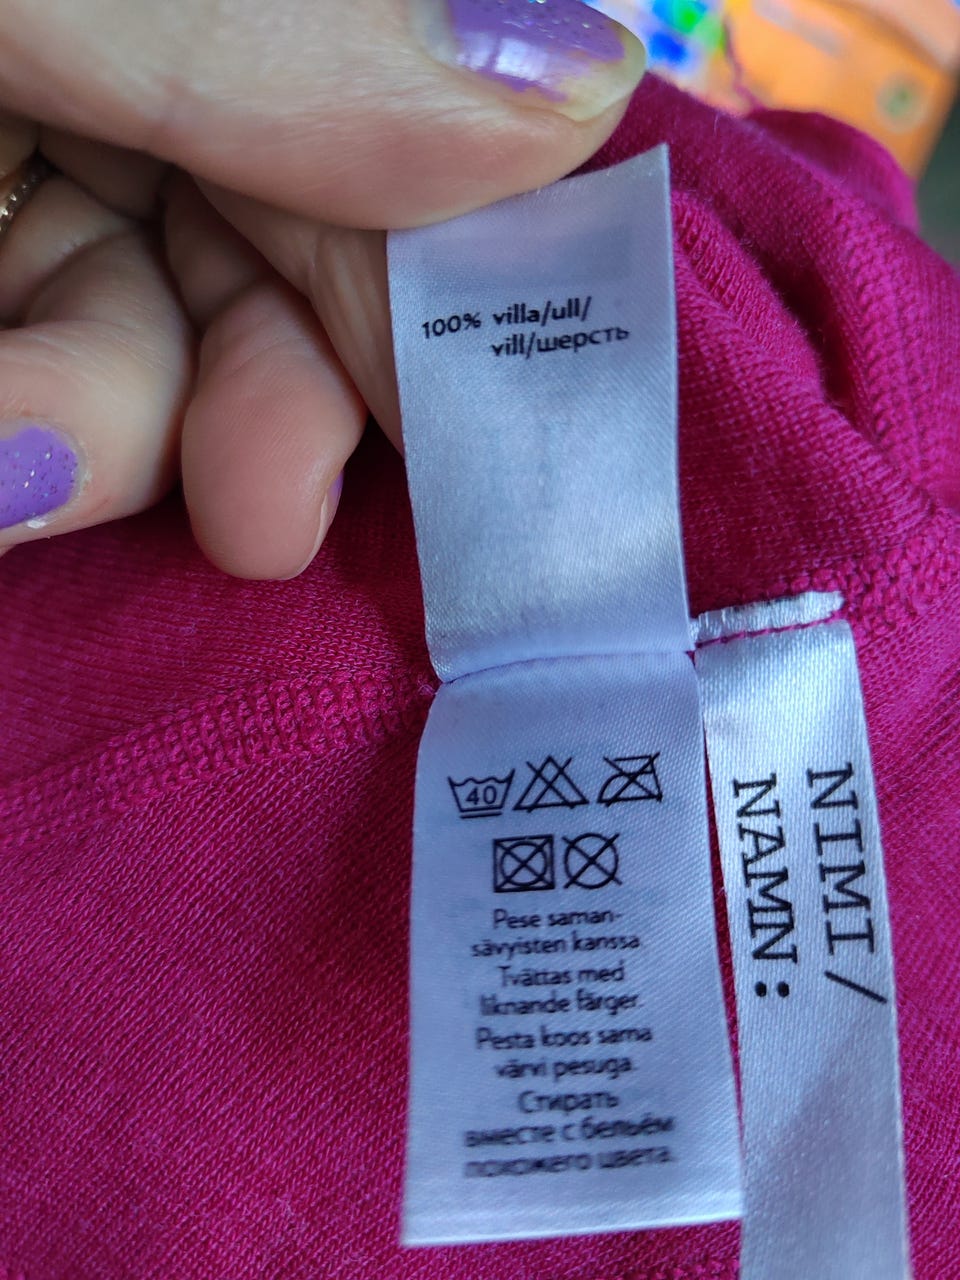 100% villa/ull/
vill/шерсть
40
Pese saman-
sävyisten kanssa.
Tvättas med
liknande färger.
Pesta koos sama
värvi pesuga.
Стирать
вместе с бельём
похожего цвета.
NIMI/
NAMN: